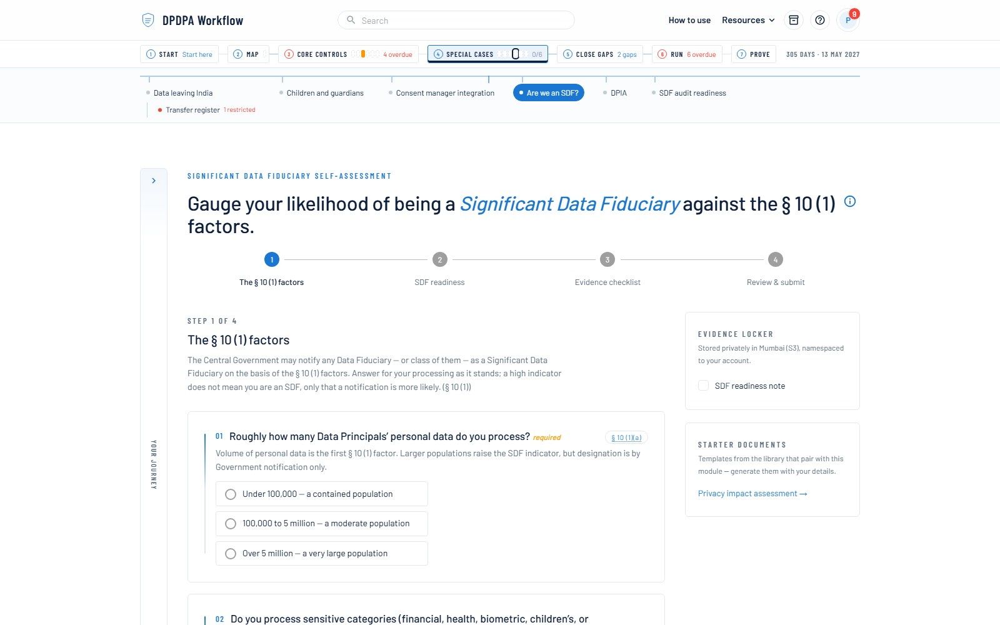 DPDPA Workflow
Search
How to use
Resources
P
9
1 START Start here
2 MAP
3 CORE CONTROLS 4 overdue
4 SPECIAL CASES 0/6
5 CLOSE GAPS 2 gaps
6 RUN 6 overdue
7 PROVE
305 DAYS · 13 MAY 2027
Data leaving India
Children and guardians
Consent manager integration
Are we an SDF?
DPIA
SDF audit readiness
Transfer register 1 restricted
YOUR JOURNEY
SIGNIFICANT DATA FIDUCIARY SELF-ASSESSMENT
Gauge your likelihood of being a Significant Data Fiduciary against the § 10 (1)
factors.
1
2
3
4
The § 10 (1) factors
SDF readiness
Evidence checklist
Review & submit
STEP 1 OF 4
The § 10 (1) factors
The Central Government may notify any Data Fiduciary — or class of them — as a Significant Data
Fiduciary on the basis of the § 10 (1) factors. Answer for your processing as it stands; a high indicator
does not mean you are an SDF, only that a notification is more likely. (§ 10 (1))
01 Roughly how many Data Principals’ personal data do you process? required
§ 10 (1)(a)
Volume of personal data is the first § 10 (1) factor. Larger populations raise the SDF indicator, but designation is by
Government notification only.
Under 100,000 — a contained population
100,000 to 5 million — a moderate population
Over 5 million — a very large population
02 Do you process sensitive categories (financial, health, biometric, children’s, or
EVIDENCE LOCKER
Stored privately in Mumbai (S3), namespaced
to your account.
SDF readiness note
STARTER DOCUMENTS
Templates from the library that pair with this
module — generate them with your details.
Privacy impact assessment →